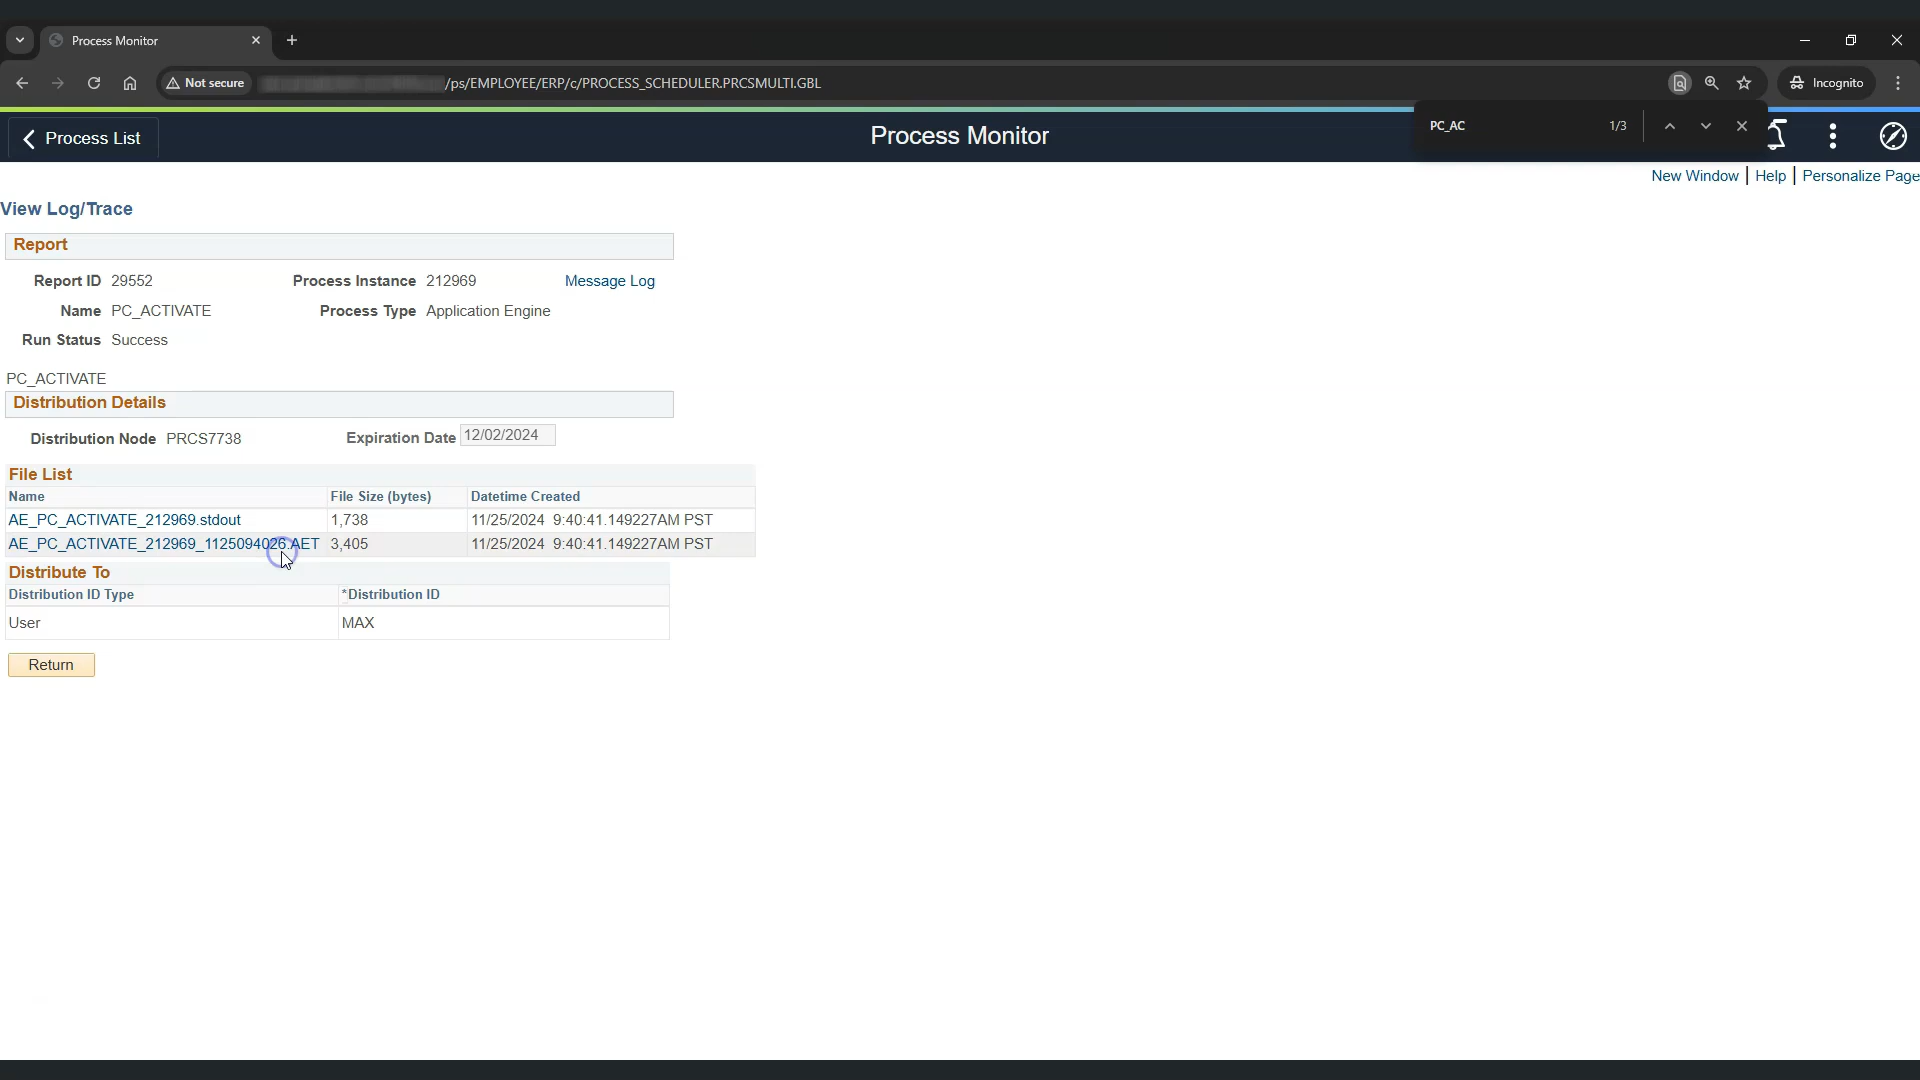 Process Monitor
Not secure /ps/EMPLOYEE/ERP/c/PROCESS_SCHEDULER.PRCSMULTI.GBL Incognito
Process List Process Monitor PC_AC 1/3
New Window | Help | Personalize Page
View Log/Trace
Report
Report ID 29552 Process Instance 212969 Message Log
Name PC_ACTIVATE Process Type Application Engine
Run Status Success
PC_ACTIVATE
Distribution Details
Distribution Node PRCS7738 Expiration Date 12/02/2024
File List
Name File Size (bytes) Datetime Created
AE_PC_ACTIVATE_212969.stdout 1,738 11/25/2024 9:40:41.149227AM PST
AE_PC_ACTIVATE_212969_1125094026.AET 3,405 11/25/2024 9:40:41.149227AM PST
Distribute To
Distribution ID Type *Distribution ID
User MAX
Return